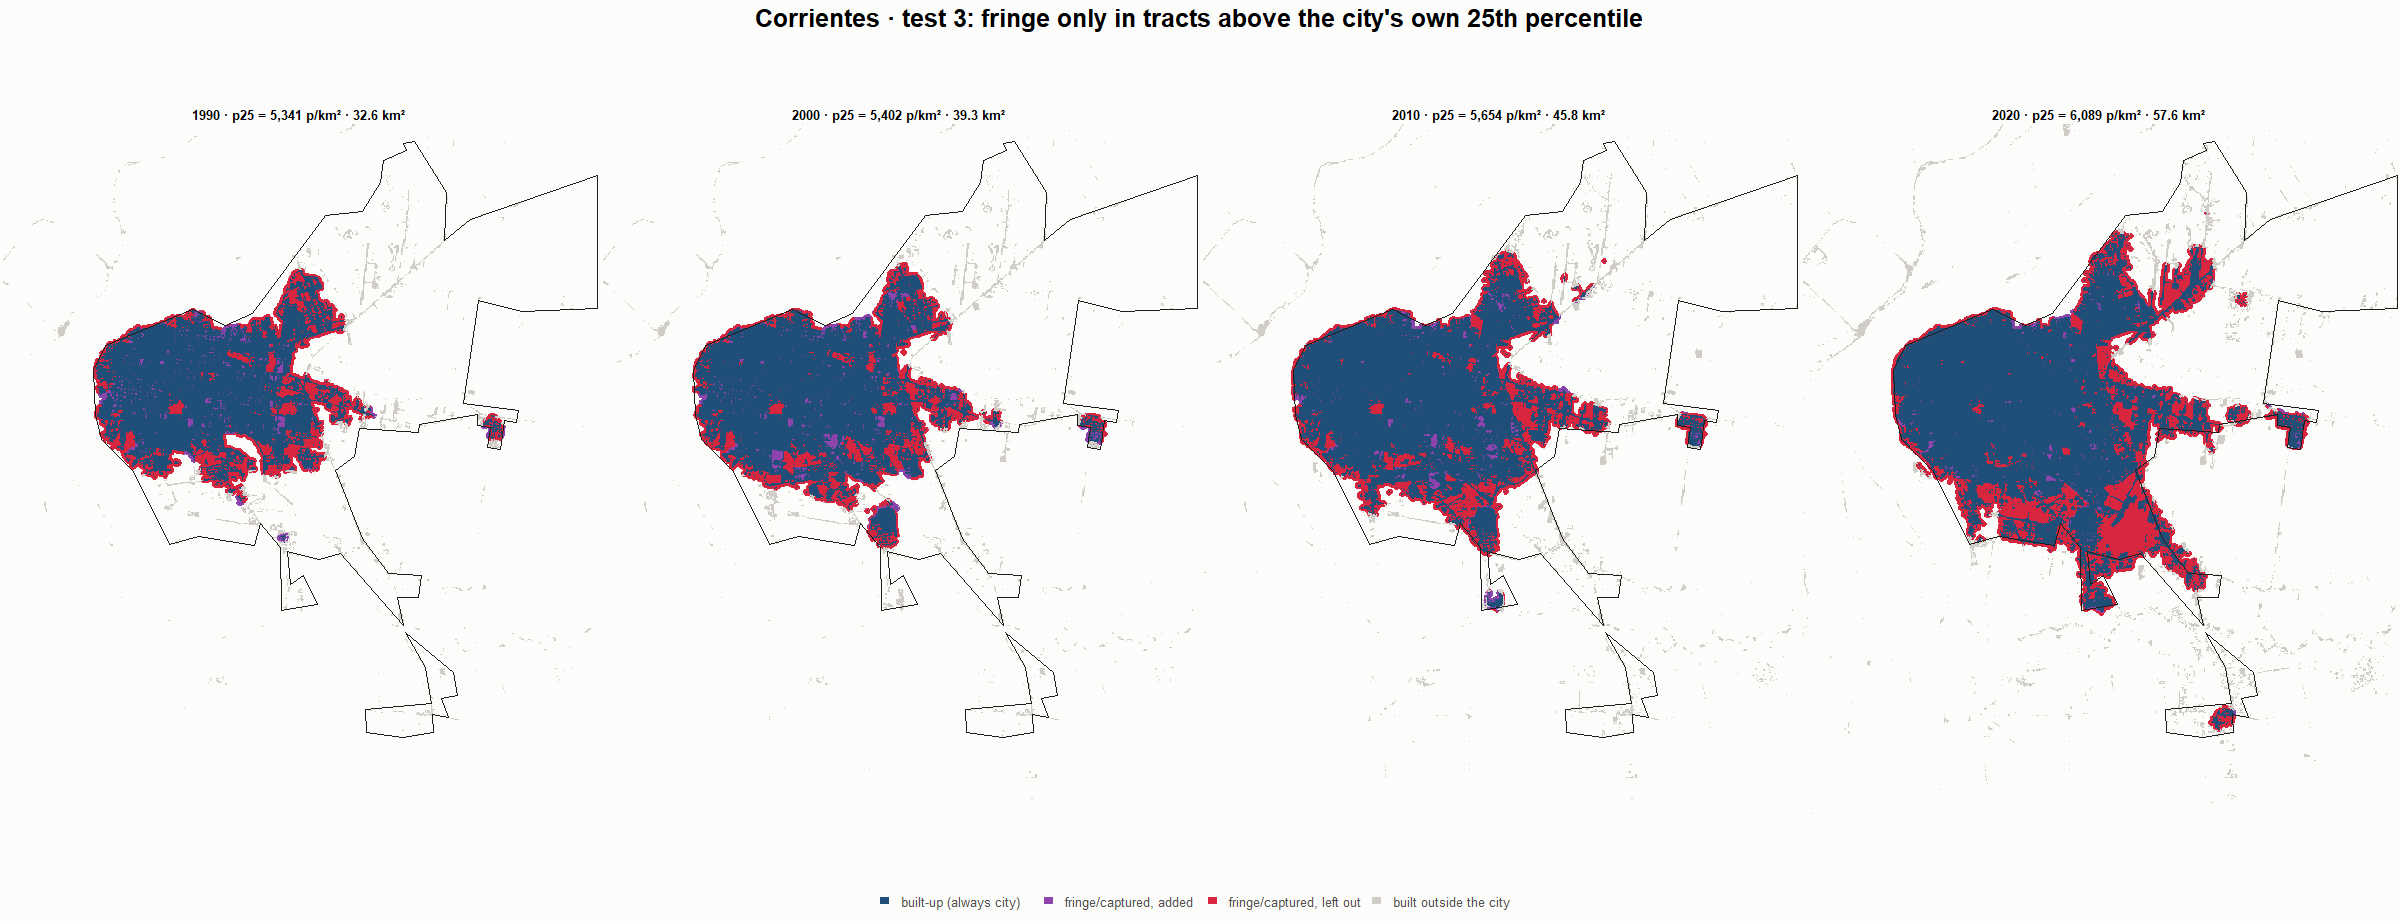 Corrientes · test 3: fringe only in tracts above the city's own 25th percentile
1990 · p25 = 5,341 p/km² · 32.6 km²
2000 · p25 = 5,402 p/km² · 39.3 km²
2010 · p25 = 5,654 p/km² · 45.8 km²
2020 · p25 = 6,089 p/km² · 57.6 km²
built-up (always city)
fringe/captured, added
fringe/captured, left out
built outside the city